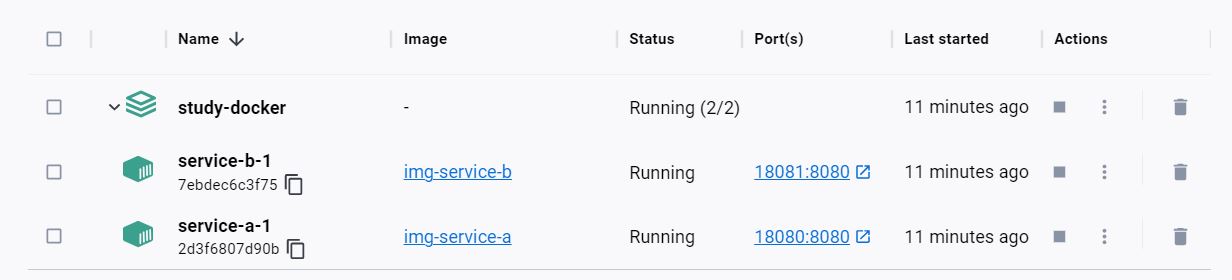 Name Image Status Port(s) Last started Actions
study-docker - Running (2/2) 11 minutes ago
service-b-1
7ebdec6c3f75 img-service-b Running 18081:8080 11 minutes ago
service-a-1
2d3f6807d90b img-service-a Running 18080:8080 11 minutes ago